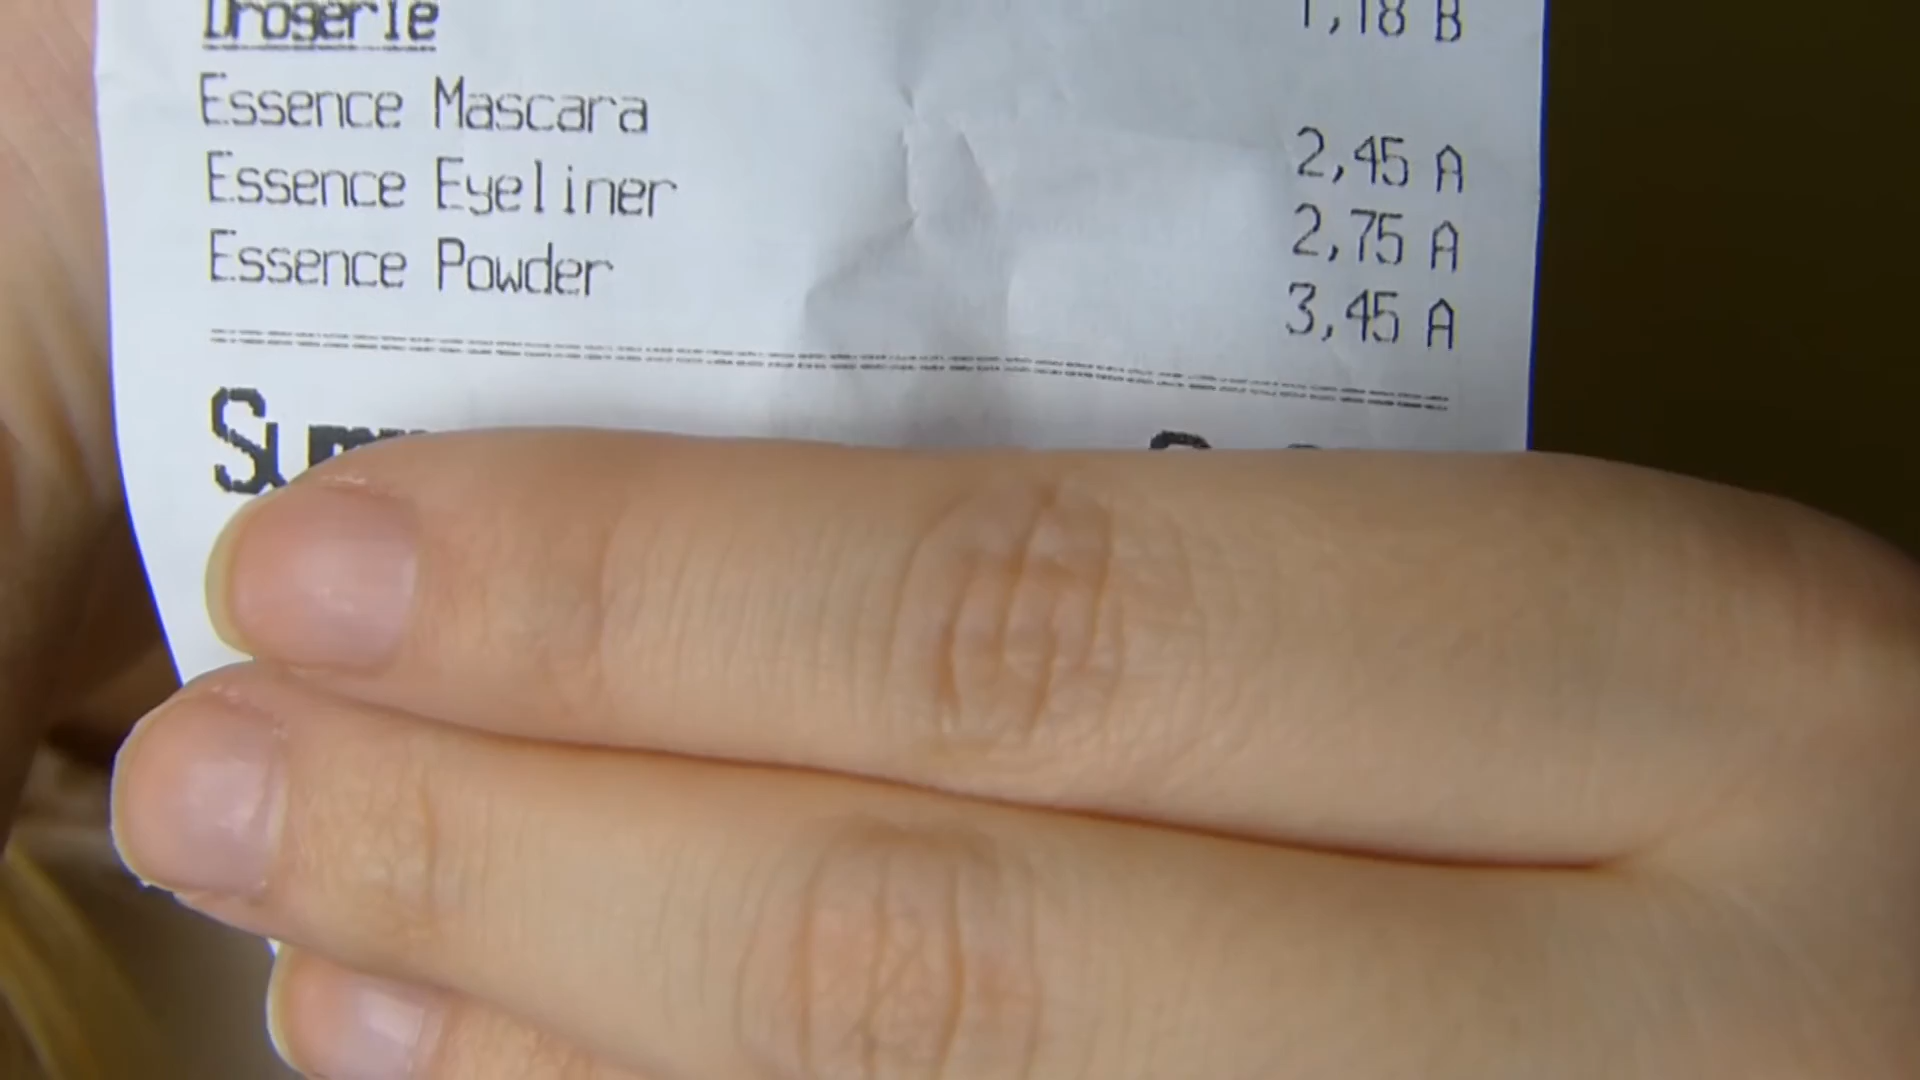 1,18 B
Drogerie
Essence Mascara 2,45 A
Essence Eyeliner 2,75 A
Essence Powder 3,45 A